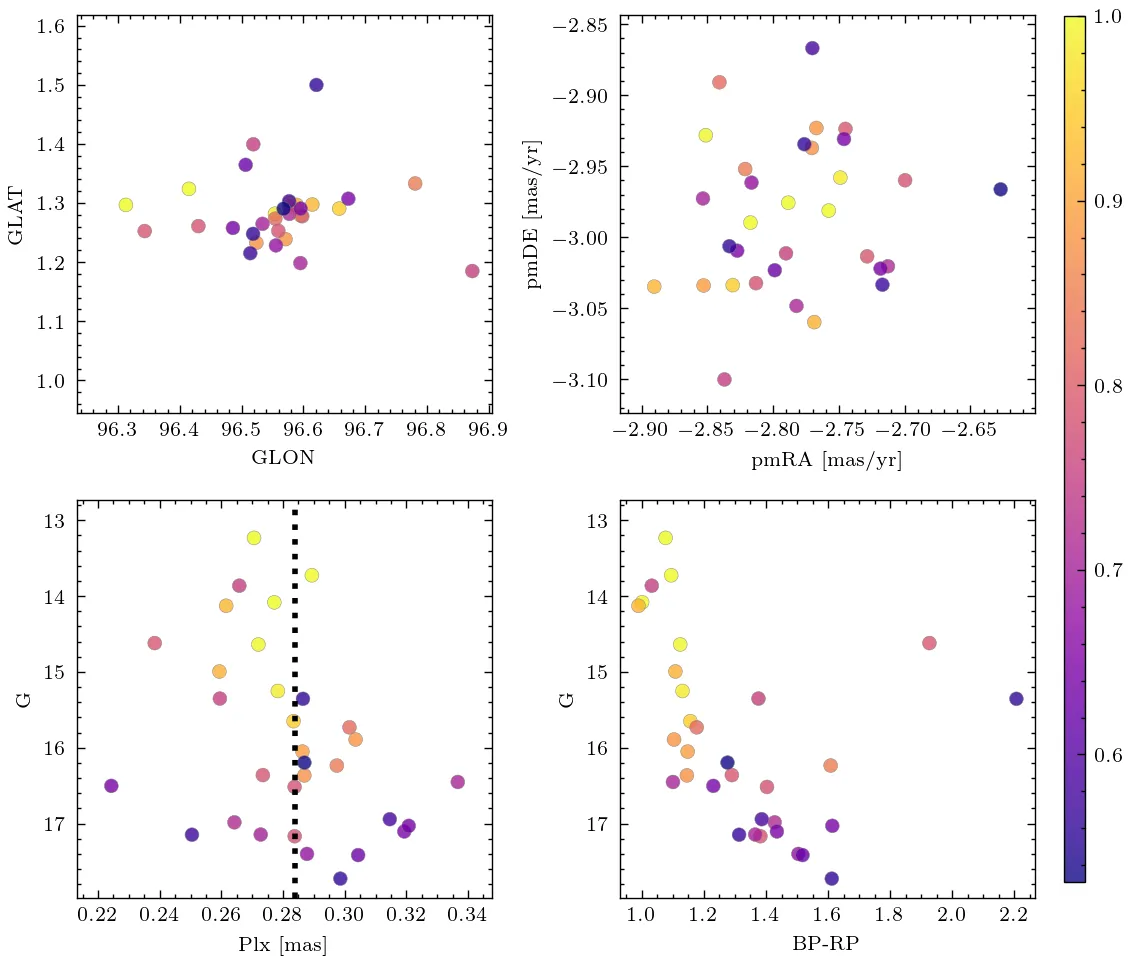 1.6
1.5
1.4
1.3
1.2
1.1
1.0
GLAT
96.3 96.4 96.5 96.6 96.7 96.8 96.9
GLON
−2.85
−2.90
−2.95
−3.00
−3.05
−3.10
pmDE [mas/yr]
−2.90 −2.85 −2.80 −2.75 −2.70 −2.65
pmRA [mas/yr]
1.0
0.9
0.8
0.7
0.6
13
14
15
16
17
G
0.22 0.24 0.26 0.28 0.30 0.32 0.34
Plx [mas]
13
14
15
16
17
G
1.0 1.2 1.4 1.6 1.8 2.0 2.2
BP-RP